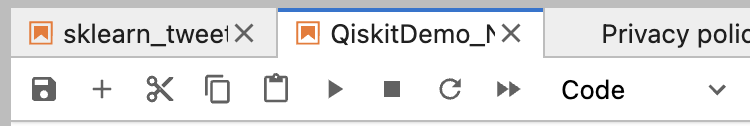 sklearn_tweet
QiskitDemo_N
Privacy polic
Code